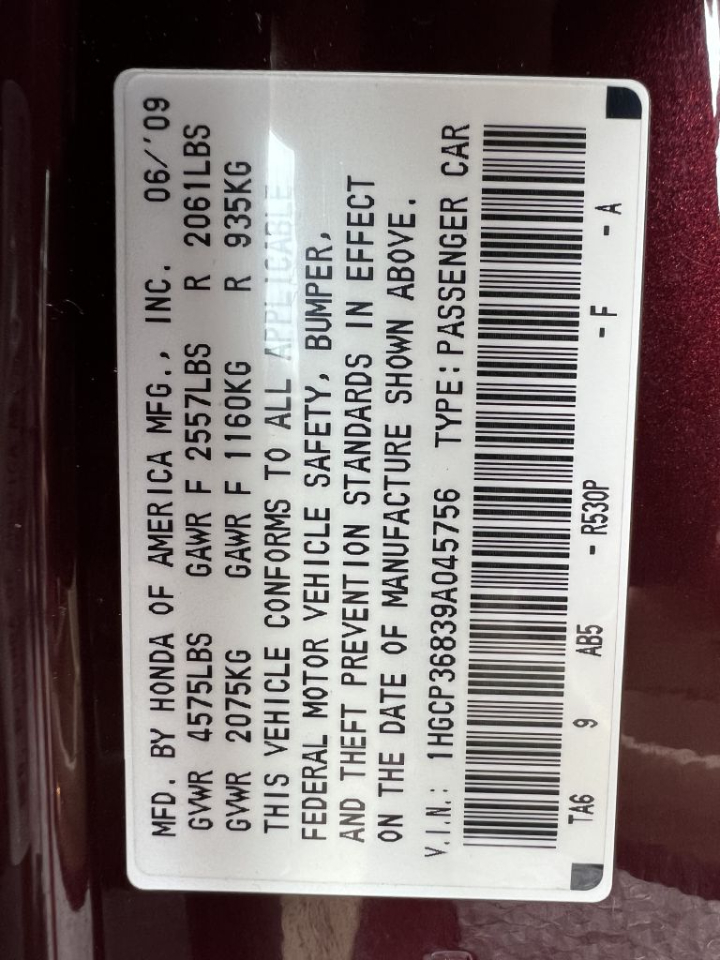 MFD. BY HONDA OF AMERICA MFG., INC. 06/'09
GVWR 4575LBS GAWR F 2557LBS R 2061LBS
GVWR 2075KG GAWR F 1160KG R 935KG
THIS VEHICLE CONFORMS TO ALL APPLICABLE
FEDERAL MOTOR VEHICLE SAFETY, BUMPER,
AND THEFT PREVENTION STANDARDS IN EFFECT
ON THE DATE OF MANUFACTURE SHOWN ABOVE.
V.I.N.: 1HGCP36839A045756 TYPE:PASSENGER CAR
TA6 9 AB5 - R530P - F - A